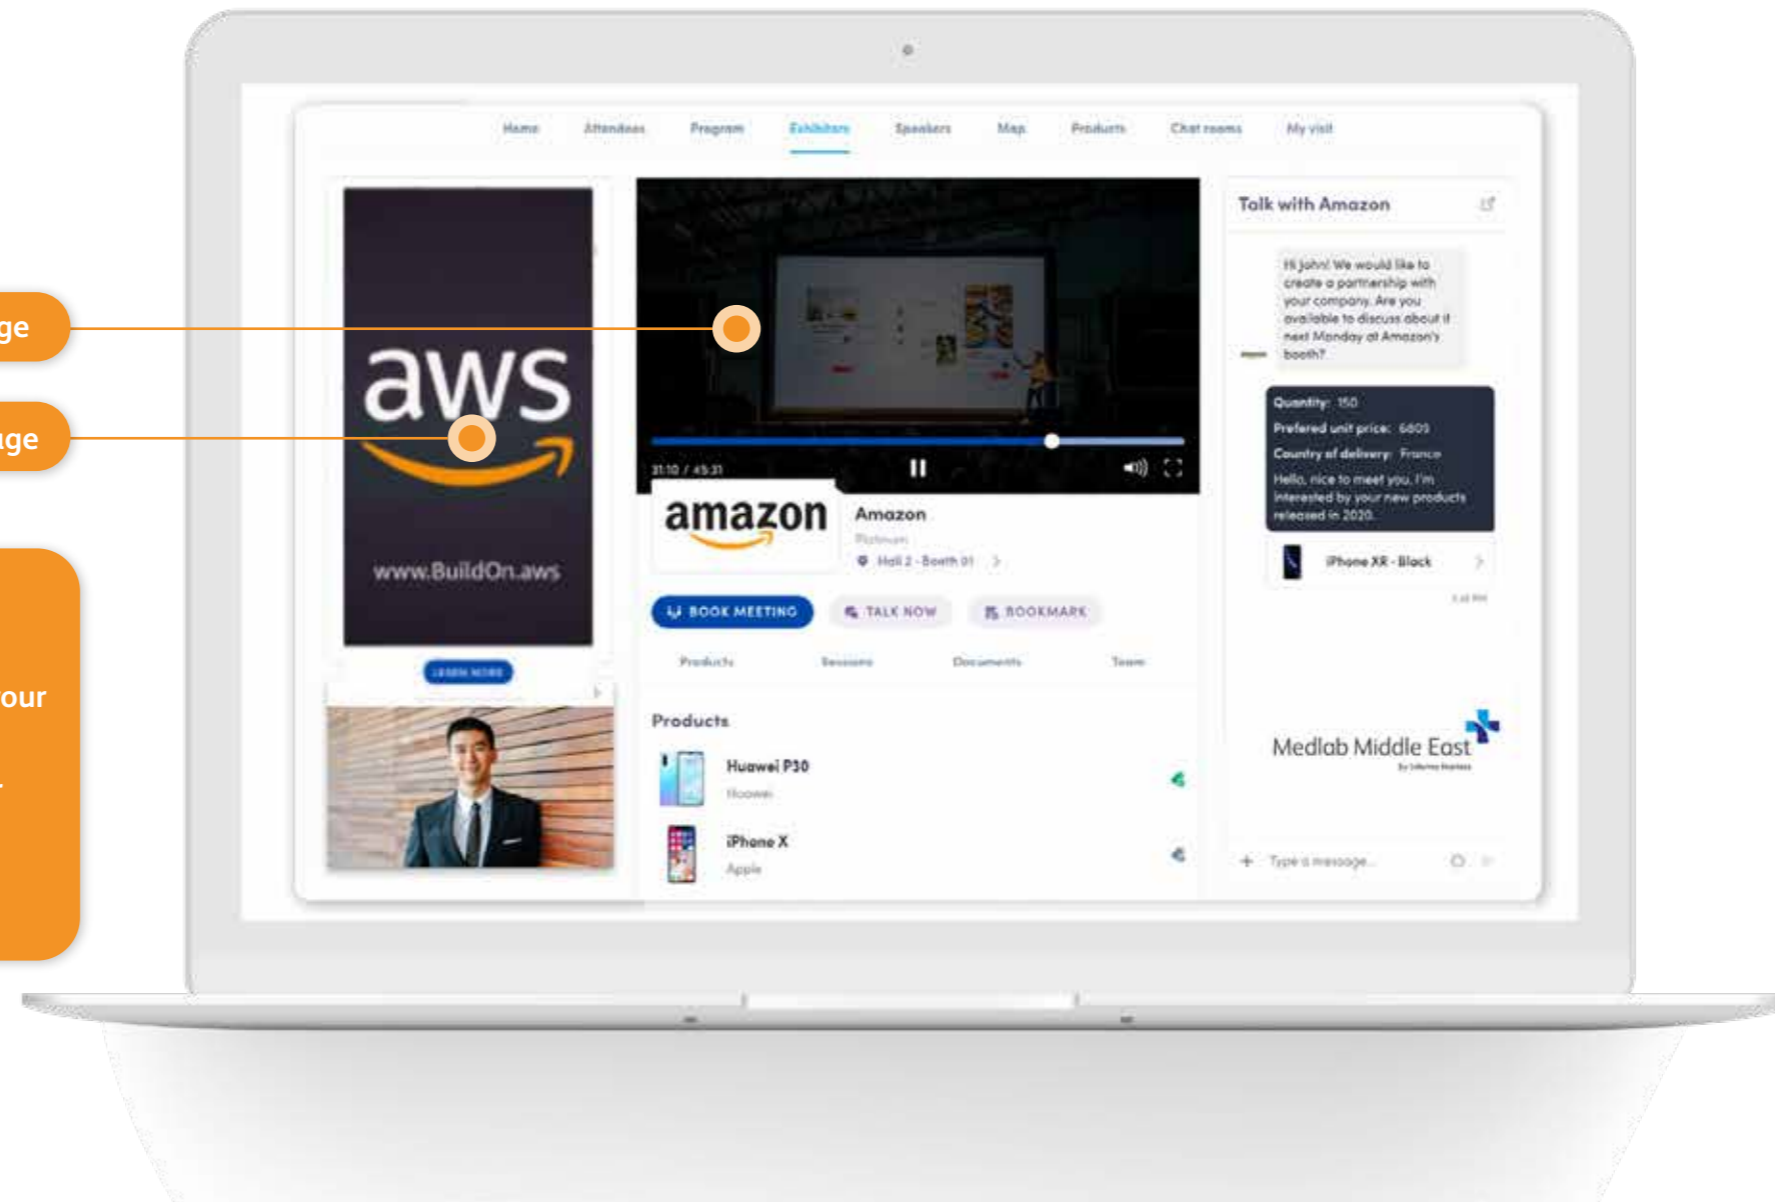 Home Attendees Program Exhibitors Speakers Map Products Chat rooms My visit
ge
age
our
aws
www.BuildOn.aws
LEARN MORE
31:10 / 45:31
amazon
Amazon
Platinum
Hall 2 - Booth 01
BOOK MEETING TALK NOW BOOKMARK
Products Sessions Documents Team
Products
Huawei P30
Huawei
iPhone X
Apple
Talk with Amazon
Hi John! We would like to
create a partnership with
your company. Are you
available to discuss about it
next Monday at Amazon's
booth?
Quantity: 150
Prefered unit price: 680$
Country of delivery: France
Hello, nice to meet you. I'm
interested by your new products
released in 2020.
iPhone XR - Black
Medlab Middle East
Type a message...